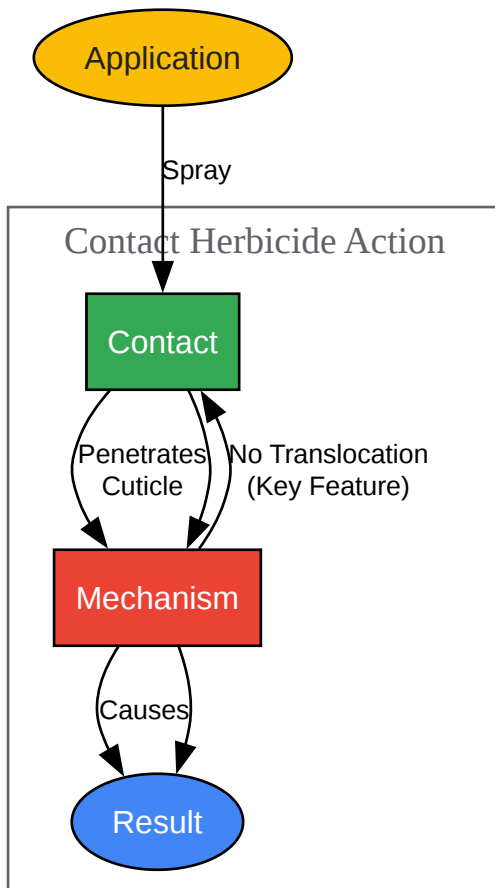 Application
Spray
Contact Herbicide Action
Contact
Penetrates
Cuticle
No Translocation
(Key Feature)
Mechanism
Causes
Result